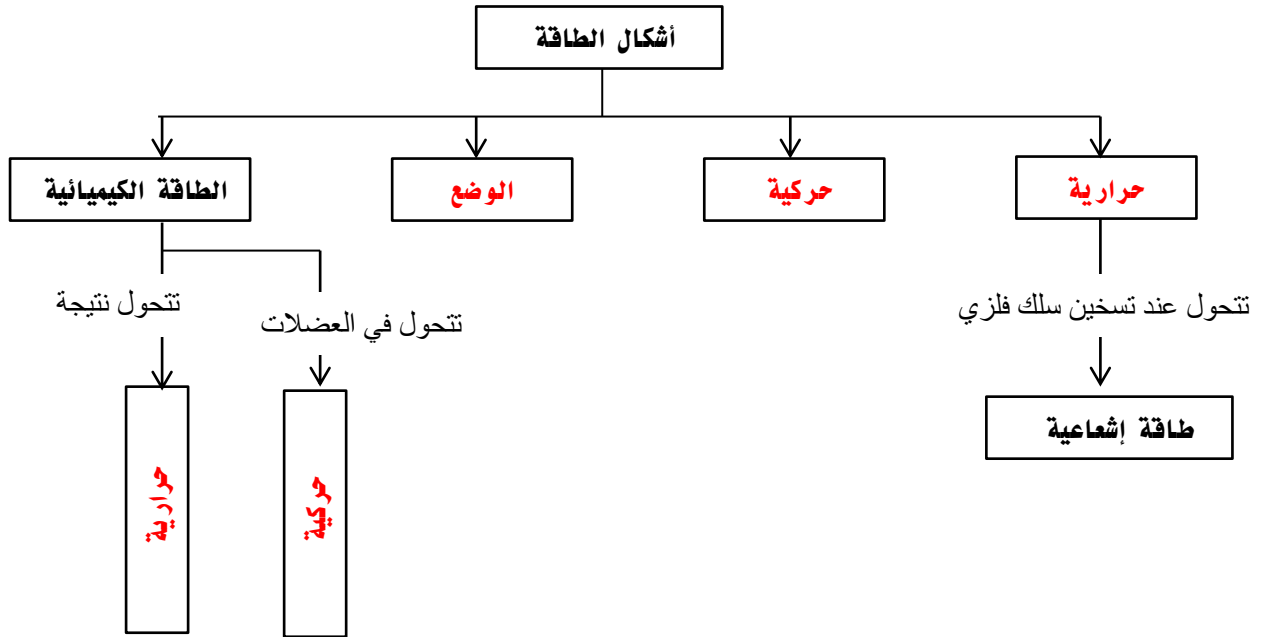 أشكال الطاقة
حرارية
حركية
الوضع
الطاقة الكيميائية
تتحول عند تسخين سلك فلزي
تتحول في العضلات
تتحول نتيجة
طاقة إشعاعية
حركية
حرارية